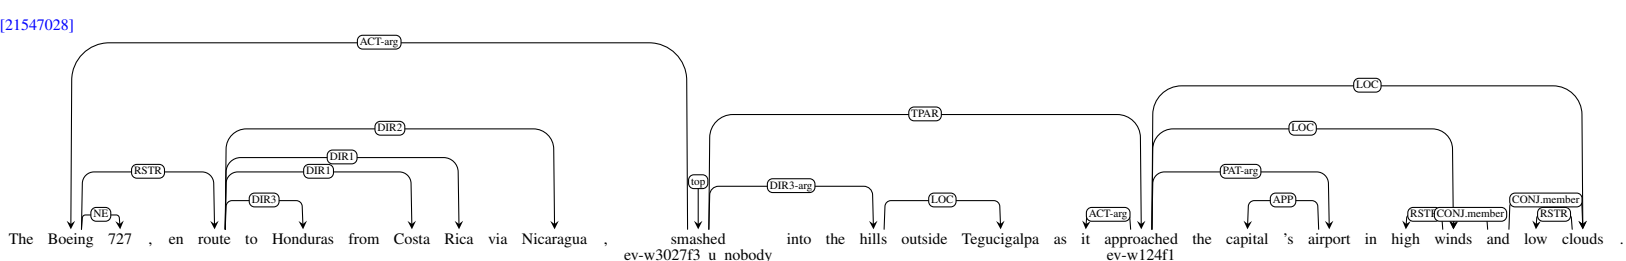 [21547028]
ACT-arg
LOC
TPAR
DIR2
LOC
DIR1
RSTR
DIR1
PAT-arg
top
DIR3-arg
DIR3
LOC
APP
CONJ.member
NE
ACT-arg
RSTR
CONJ.member
RSTR
The Boeing 727 , en route to Honduras from Costa Rica via Nicaragua , smashed into the hills outside Tegucigalpa as it approached the capital 's airport in high winds and low clouds .
ev-w3027f3_u_nobody ev-w124f1